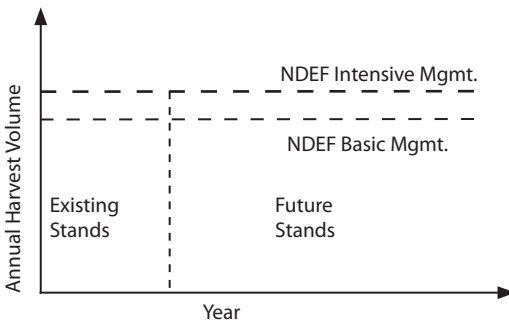 Annual Harvest Volume
NDEF Intensive Mgmt.
NDEF Basic Mgmt.
Existing
Stands
Future
Stands
Year